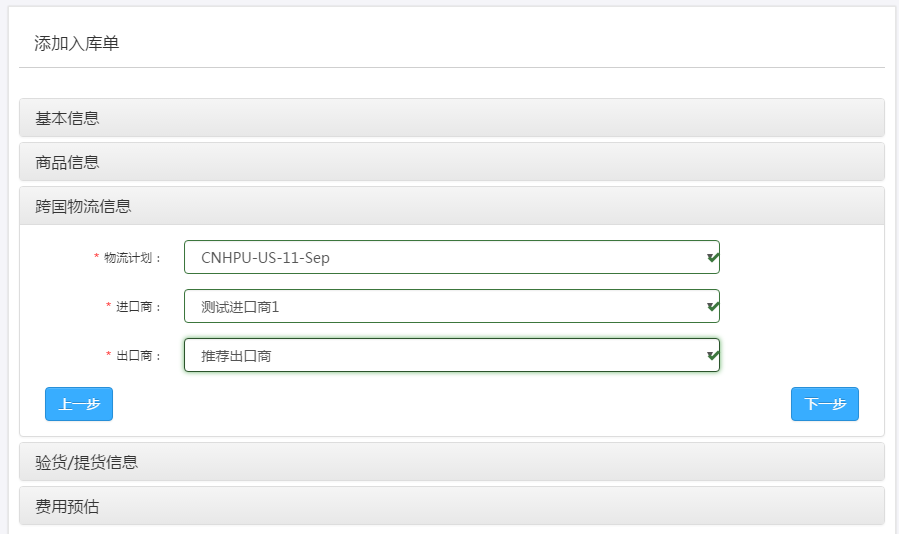 添加入库单
基本信息
商品信息
跨国物流信息
* 物流计划： CNHPU-US-11-Sep
* 进口商： 测试进口商1
* 出口商： 推荐出口商
上一步 下一步
验货/提货信息
费用预估